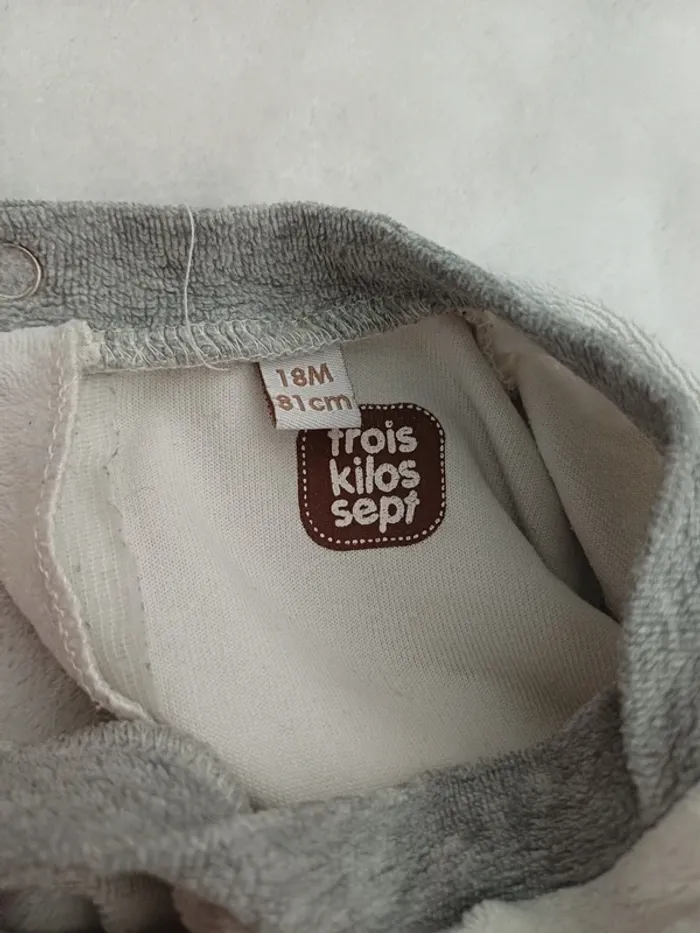 18M
81cm
trois
kilos
sept